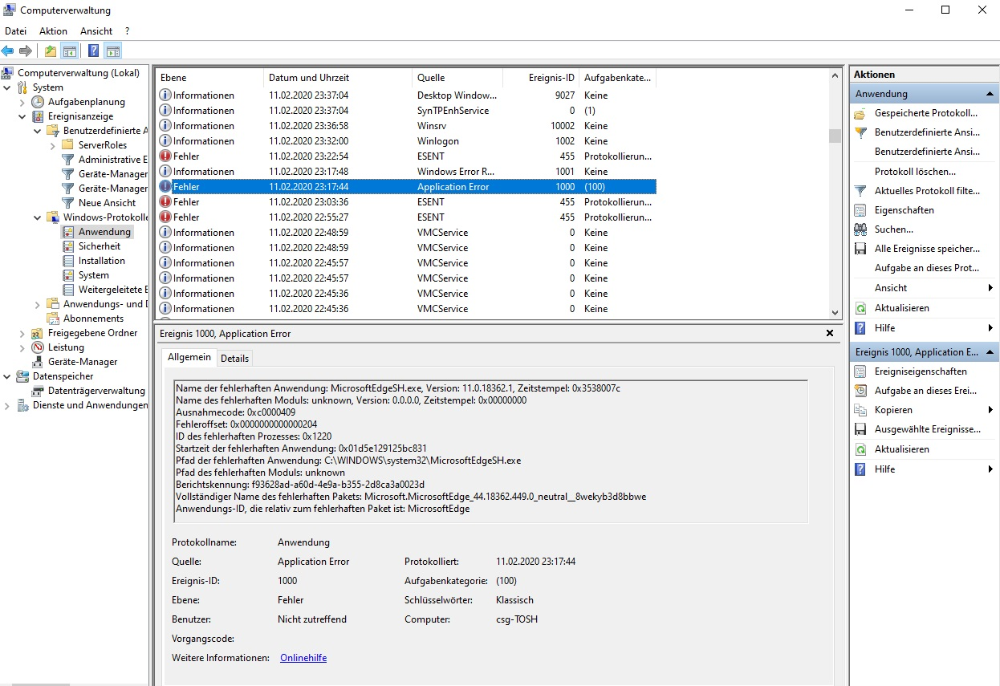 Computerverwaltung
Datei Aktion Ansicht ?
Computerverwaltung (Lokal)
System
Aufgabenplanung
Ereignisanzeige
Benutzerdefinierte A
ServerRoles
Administrative E
Geräte-Manager
Geräte-Manager
Neue Ansicht
Windows-Protokolle
Anwendung
Sicherheit
Installation
System
Weitergeleitete E
Anwendungs- und D
Abonnements
Freigegebene Ordner
Leistung
Geräte-Manager
Datenspeicher
Datenträgerverwaltung
Dienste und Anwendungen
Ebene Datum und Uhrzeit Quelle Ereignis-ID Aufgabenkate...
Informationen 11.02.2020 23:37:04 Desktop Window... 9027 Keine
Informationen 11.02.2020 23:37:04 SynTPEnhService 0 (1)
Informationen 11.02.2020 23:36:58 Winsrv 10002 Keine
Informationen 11.02.2020 23:32:00 Winlogon 1002 Keine
Fehler 11.02.2020 23:22:54 ESENT 455 Protokollierun...
Informationen 11.02.2020 23:17:48 Windows Error R... 1001 Keine
Fehler 11.02.2020 23:17:44 Application Error 1000 (100)
Fehler 11.02.2020 23:03:36 ESENT 455 Protokollierun...
Fehler 11.02.2020 22:55:27 ESENT 455 Protokollierun...
Informationen 11.02.2020 22:48:59 VMCService 0 Keine
Informationen 11.02.2020 22:48:59 VMCService 0 Keine
Informationen 11.02.2020 22:45:57 VMCService 0 Keine
Informationen 11.02.2020 22:45:57 VMCService 0 Keine
Informationen 11.02.2020 22:45:36 VMCService 0 Keine
Informationen 11.02.2020 22:45:36 VMCService 0 Keine
Ereignis 1000, Application Error
Allgemein Details
Name der fehlerhaften Anwendung: MicrosoftEdgeSH.exe, Version: 11.0.18362.1, Zeitstempel: 0x3538007c
Name des fehlerhaften Moduls: unknown, Version: 0.0.0.0, Zeitstempel: 0x00000000
Ausnahmecode: 0xc0000409
Fehleroffset: 0x0000000000000204
ID des fehlerhaften Prozesses: 0x1220
Startzeit der fehlerhaften Anwendung: 0x01d5e129125bc831
Pfad der fehlerhaften Anwendung: C:\WINDOWS\system32\MicrosoftEdgeSH.exe
Pfad des fehlerhaften Moduls: unknown
Berichtskennung: f93628ad-a60d-4e9a-b355-2d8ca3a0023d
Vollständiger Name des fehlerhaften Pakets: Microsoft.MicrosoftEdge_44.18362.449.0_neutral__8wekyb3d8bbwe
Anwendungs-ID, die relativ zum fehlerhaften Paket ist: MicrosoftEdge
Protokollname: Anwendung
Quelle: Application Error Protokolliert: 11.02.2020 23:17:44
Ereignis-ID: 1000 Aufgabenkategorie: (100)
Ebene: Fehler Schlüsselwörter: Klassisch
Benutzer: Nicht zutreffend Computer: csg-TOSH
Vorgangscode:
Weitere Informationen: Onlinehilfe
Aktionen
Anwendung
Gespeicherte Protokoll...
Benutzerdefinierte Ansi...
Benutzerdefinierte Ansi...
Protokoll löschen...
Aktuelles Protokoll filte...
Eigenschaften
Suchen...
Alle Ereignisse speicher...
Aufgabe an dieses Prot...
Ansicht
Aktualisieren
Hilfe
Ereignis 1000, Application E...
Ereigniseigenschaften
Aufgabe an dieses Erei...
Kopieren
Ausgewählte Ereignisse...
Aktualisieren
Hilfe